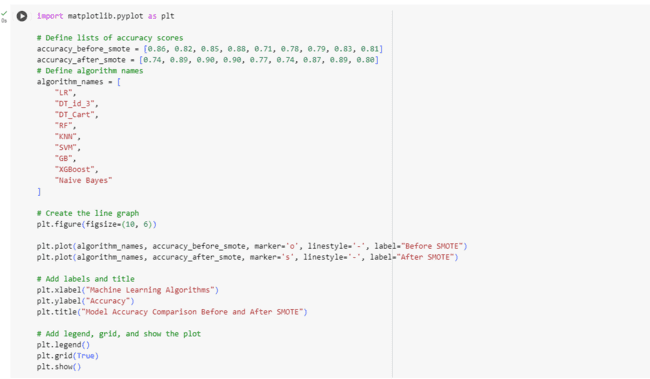 0s
import matplotlib.pyplot as plt
# Define lists of accuracy scores
accuracy_before_smote = [0.86, 0.82, 0.85, 0.88, 0.71, 0.78, 0.79, 0.83, 0.81]
accuracy_after_smote = [0.74, 0.89, 0.90, 0.90, 0.77, 0.74, 0.87, 0.89, 0.80]
# Define algorithm names
algorithm_names = [
"LR",
"DT_id_3",
"DT_Cart",
"RF",
"KNN",
"SVM",
"GB",
"XGBoost",
"Naive Bayes"
]
# Create the line graph
plt.figure(figsize=(10, 6))
plt.plot(algorithm_names, accuracy_before_smote, marker='o', linestyle='-', label="Before SMOTE")
plt.plot(algorithm_names, accuracy_after_smote, marker='s', linestyle='-', label="After SMOTE")
# Add labels and title
plt.xlabel("Machine Learning Algorithms")
plt.ylabel("Accuracy")
plt.title("Model Accuracy Comparison Before and After SMOTE")
# Add legend, grid, and show the plot
plt.legend()
plt.grid(True)
plt.show()